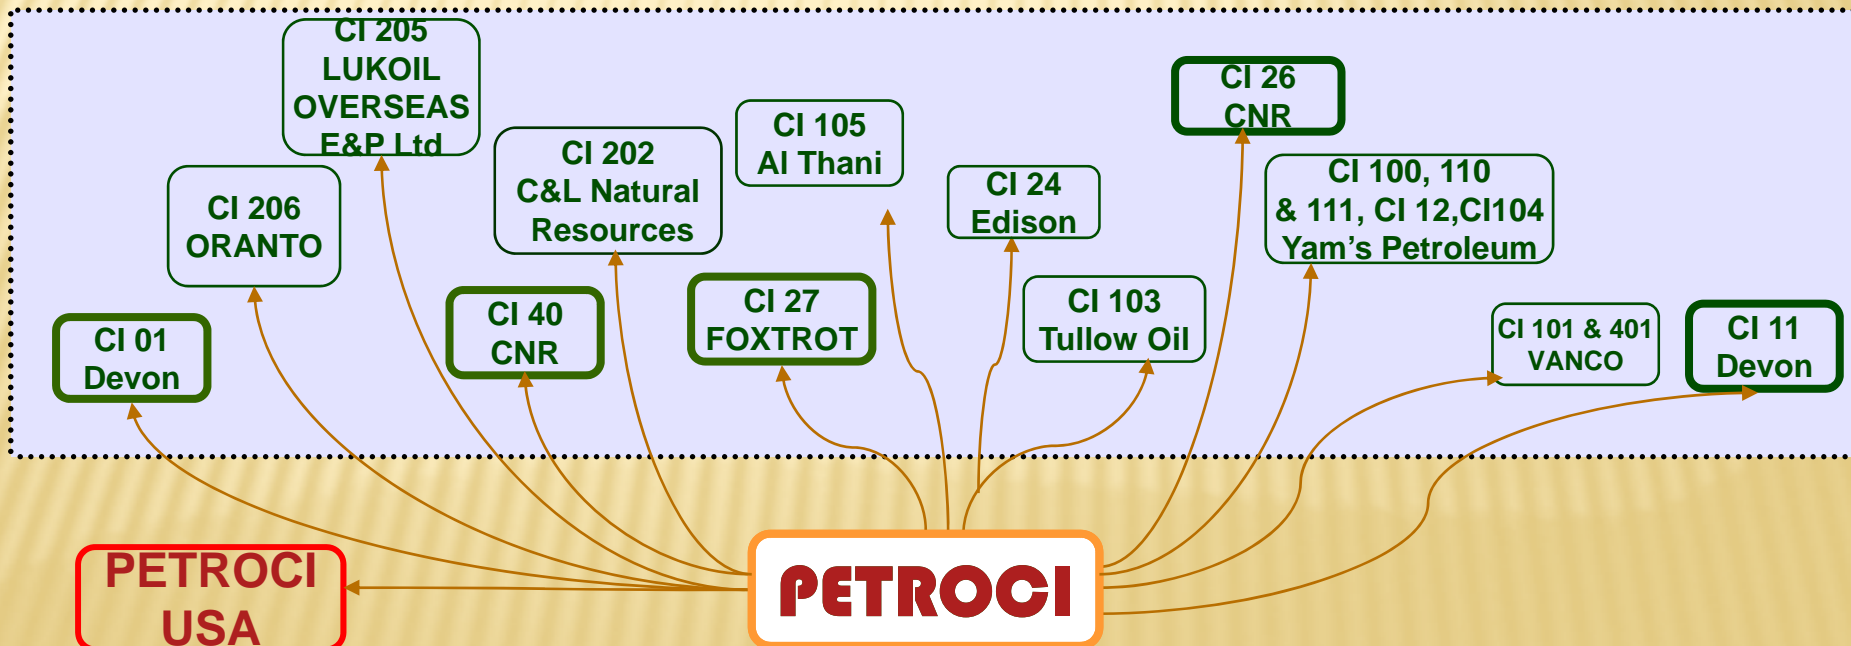 CI 205
LUKOIL
OVERSEAS
E&P Ltd
CI 206
ORANTO
CI 202
C&L Natural
Resources
CI 105
Al Thani
CI 24
Edison
CI 26
CNR
CI 100, 110
& 111, CI 12,CI104
Yam’s Petroleum
CI 01
Devon
CI 40
CNR
CI 27
FOXTROT
CI 103
Tullow Oil
CI 101 & 401
VANCO
CI 11
Devon
PETROCI
USA
PETROCI